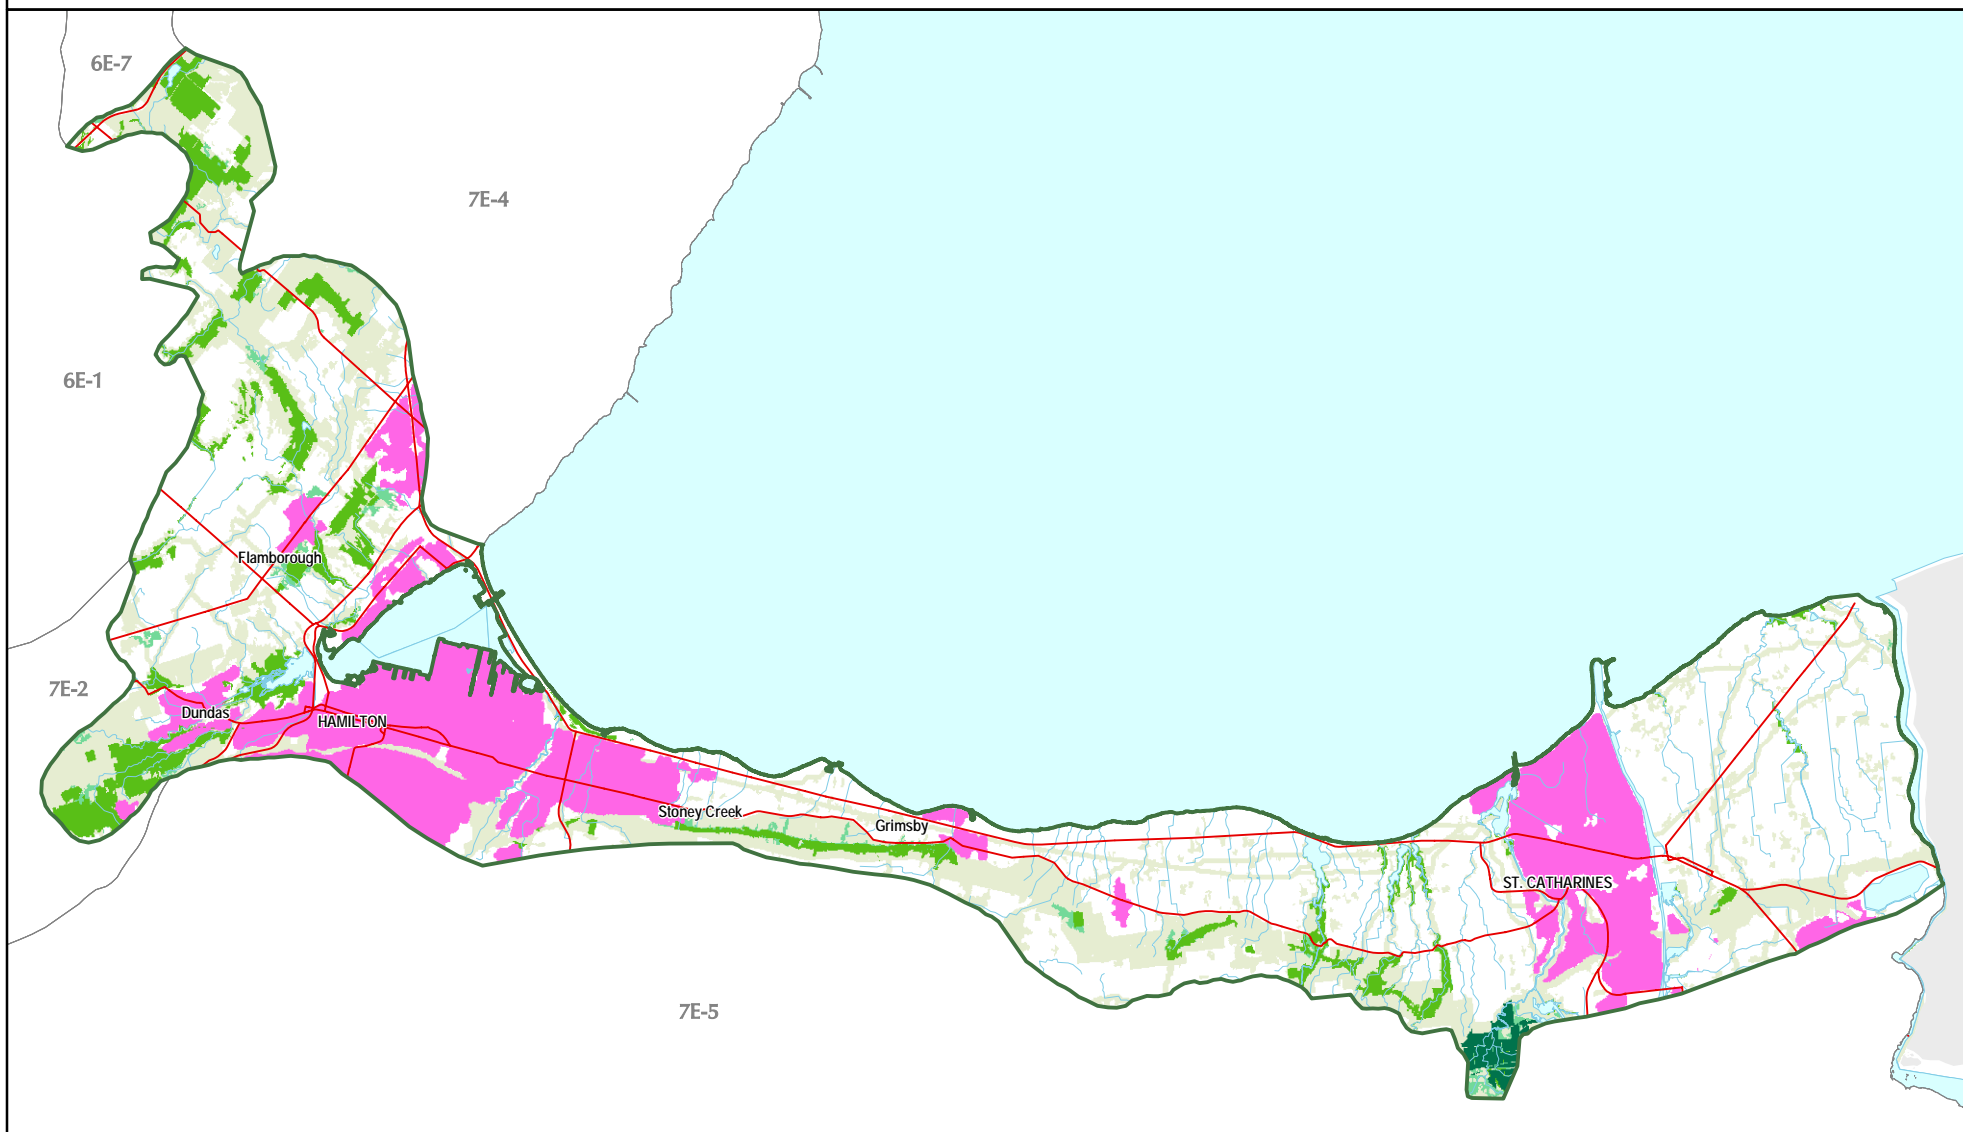 6E-7
7E-4
6E-1
Flamborough
7E-2
Dundas
HAMILTON
Stoney Creek
Grimsby
ST. CATHARINES
7E-5